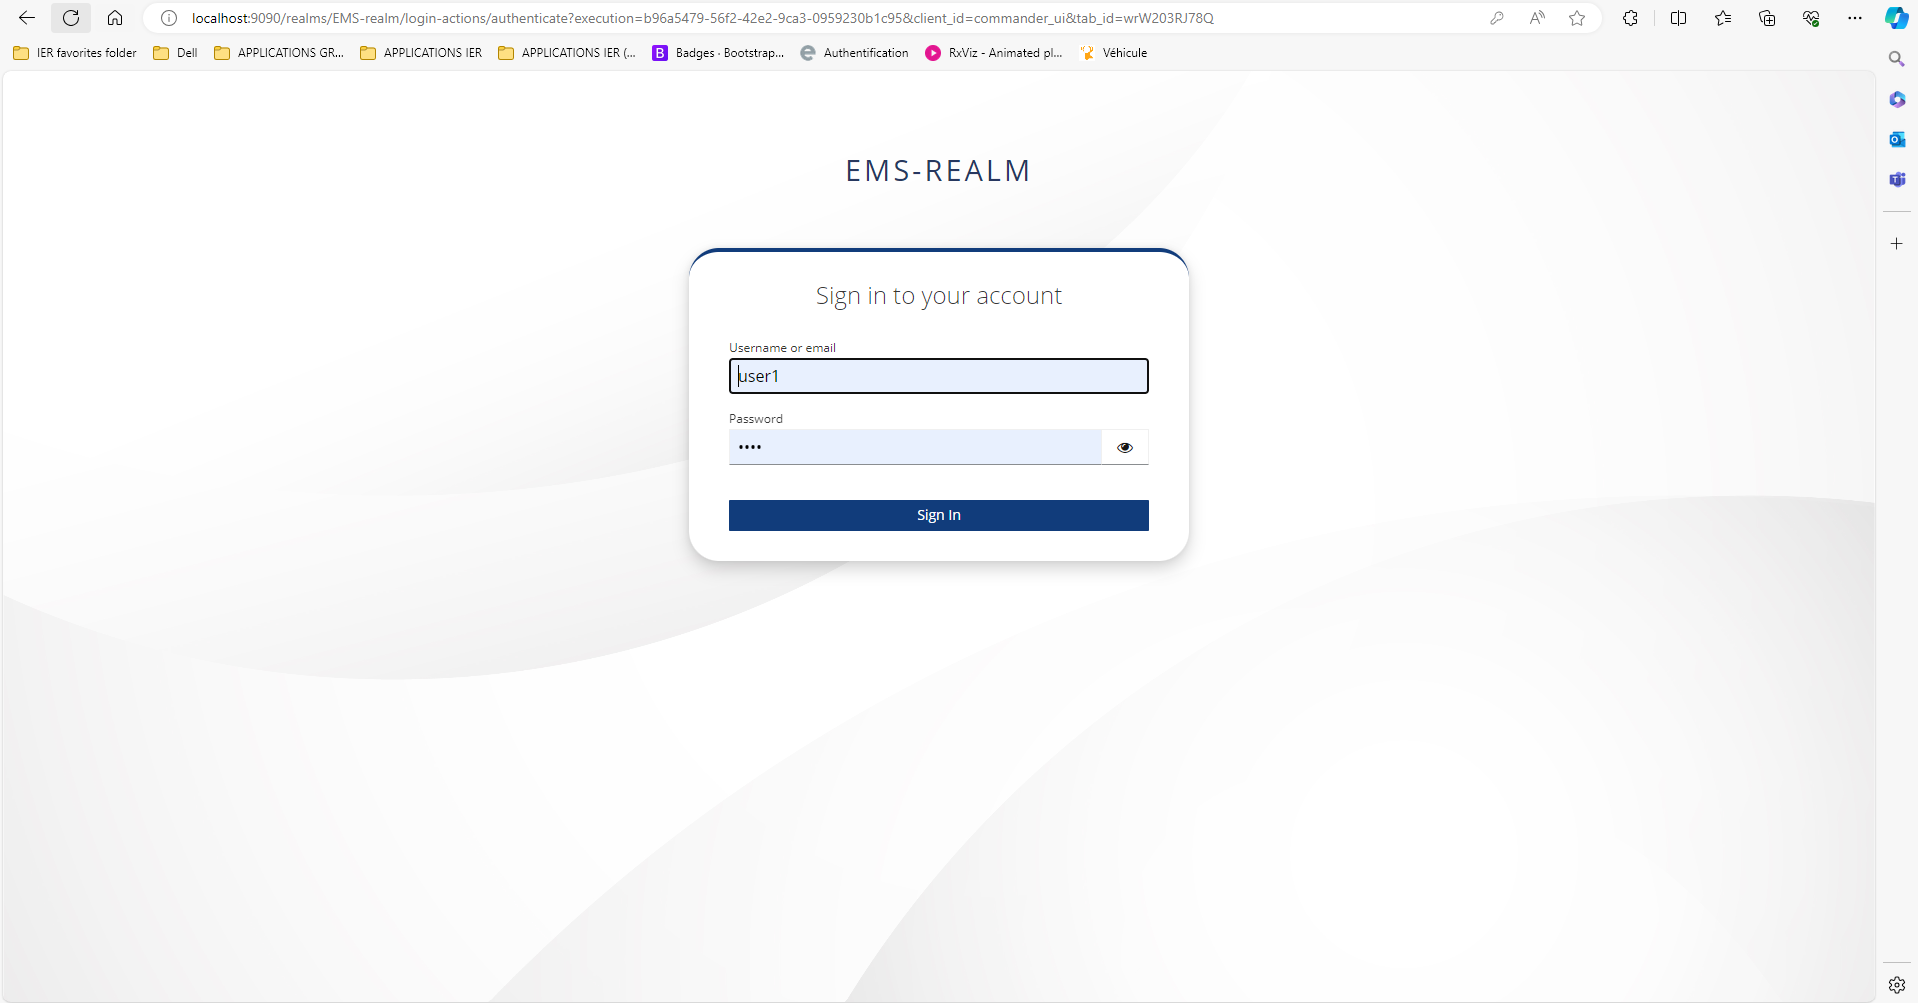 localhost:9090/realms/EMS-realm/login-actions/authenticate?execution=b96a5479-56f2-42e2-9ca3-0959230b1c95&client_id=commander_ui&tab_id=wrW203RJ78Q
IER favorites folder Dell APPLICATIONS GR... APPLICATIONS IER APPLICATIONS IER (... B Badges · Bootstrap... Authentification RxViz - Animated pl... Véhicule
EMS-REALM
Sign in to your account
Username or email
user1
Password
••••
Sign In